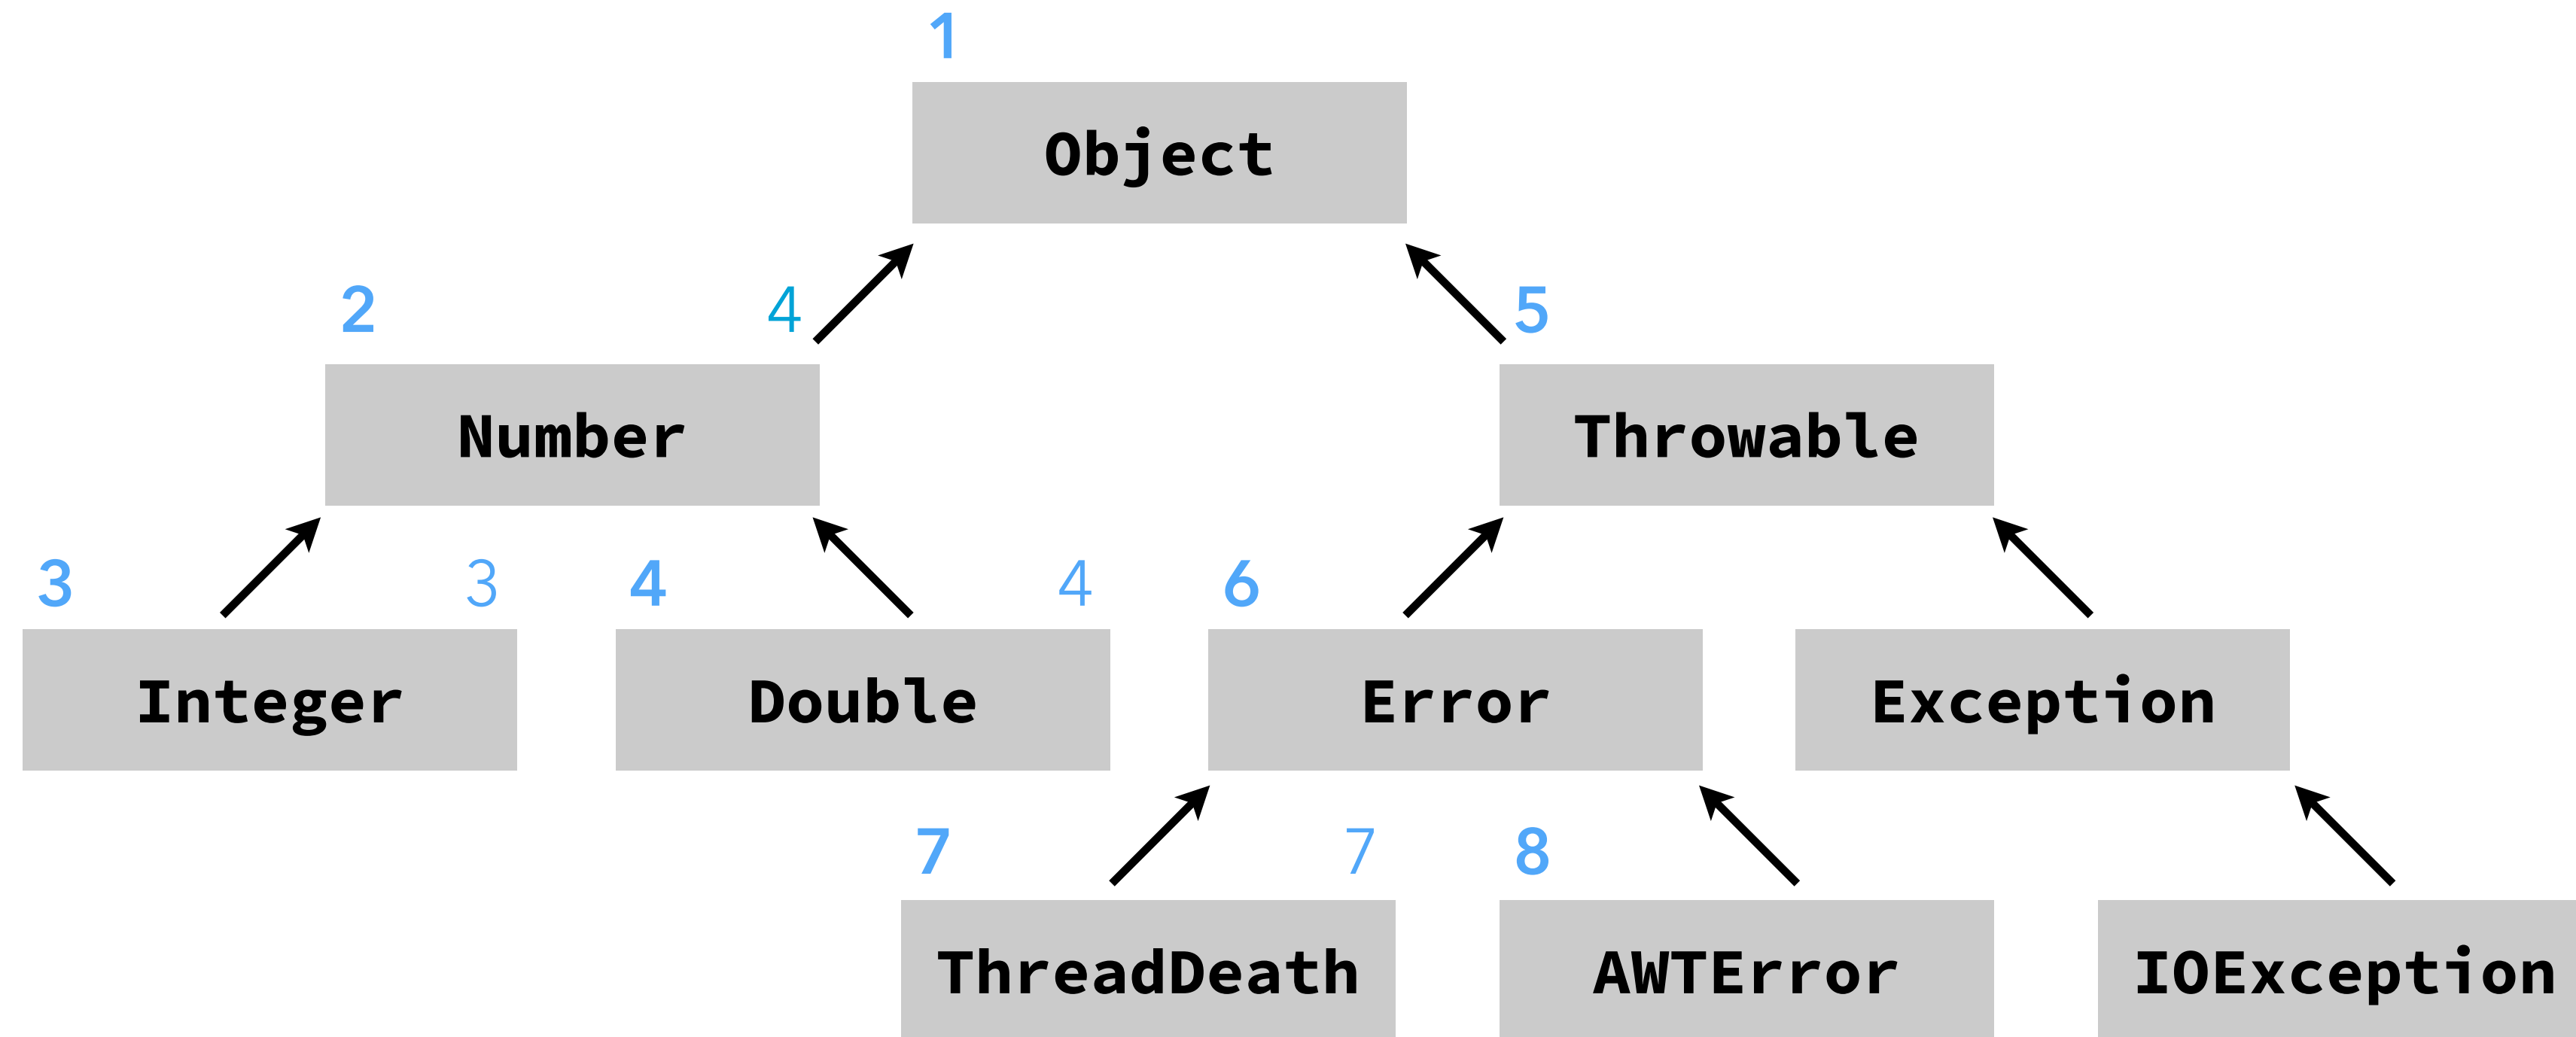 1
Object
2 4 5
Number Throwable
3 3 4 4 6
Integer Double Error Exception
7 7 8
ThreadDeath AWTError IOException